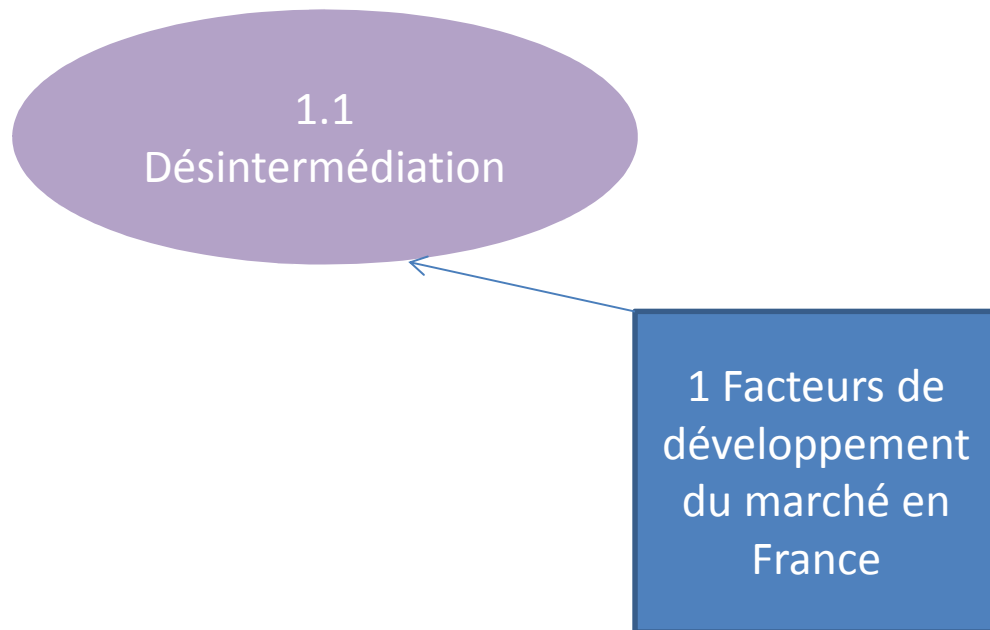 1.1
Désintermédiation
1 Facteurs de
développement
du marché en
France